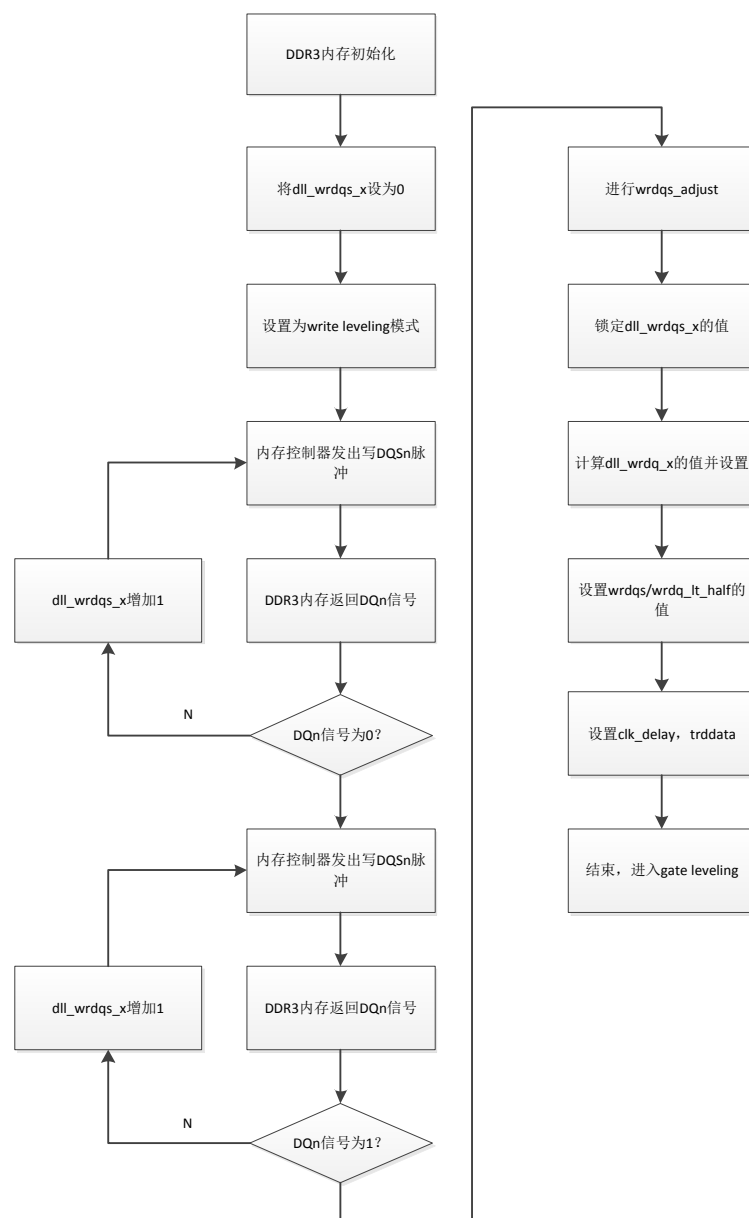 DDR3内存初始化
将dll_wrdqs_x设为0
设置为write leveling模式
内存控制器发出写DQSn脉
冲
dll_wrdqs_x增加1
DDR3内存返回DQn信号
N
DQn信号为0？
内存控制器发出写DQSn脉
冲
dll_wrdqs_x增加1
DDR3内存返回DQn信号
N
DQn信号为1？
进行wrdqs_adjust
锁定dll_wrdqs_x的值
计算dll_wrdq_x的值并设置
设置wrdqs/wrdq_lt_half的
值
设置clk_delay，trddata
结束，进入gate leveling